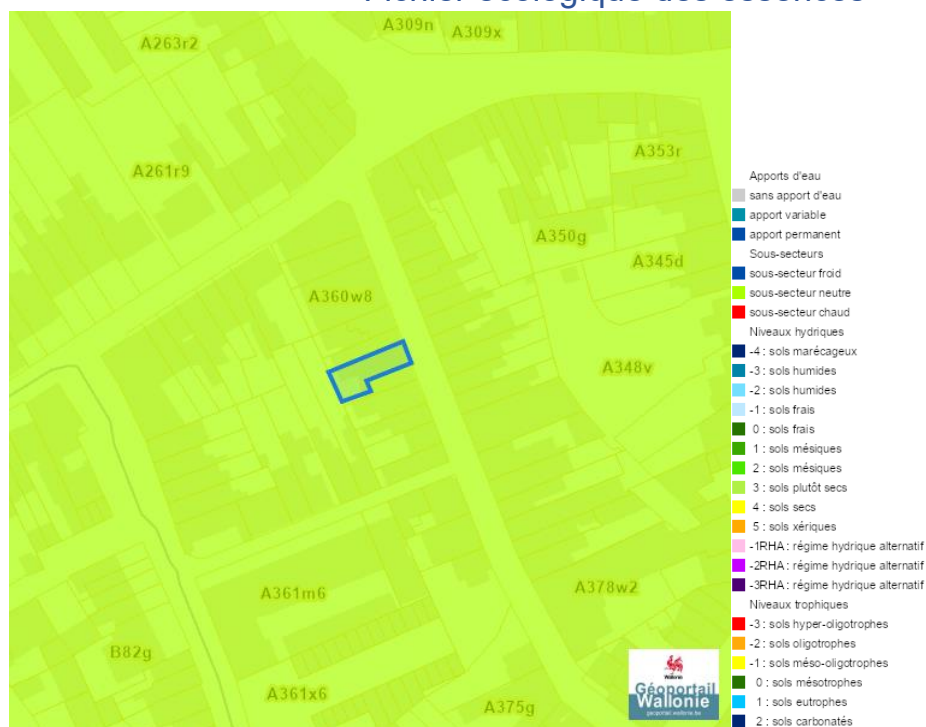 Fichier écologique des essences
A309n
A309x
A263r2
A353r
A261r9
A350g
A345d
A360w8
A348v
A361m6
A378w2
B82g
A361x6
A375g
Wallonie
Géoportail
Wallonie
geoportail.wallonie.be
Apports d'eau
sans apport d'eau
apport variable
apport permanent
Sous-secteurs
sous-secteur froid
sous-secteur neutre
sous-secteur chaud
Niveaux hydriques
-4 : sols marécageux
-3 : sols humides
-2 : sols humides
-1 : sols frais
0 : sols frais
1 : sols mésiques
2 : sols mésiques
3 : sols plutôt secs
4 : sols secs
5 : sols xériques
-1RHA : régime hydrique alternatif
-2RHA : régime hydrique alternatif
-3RHA : régime hydrique alternatif
Niveaux trophiques
-3 : sols hyper-oligotrophes
-2 : sols oligotrophes
-1 : sols méso-oligotrophes
0 : sols mésotrophes
1 : sols eutrophes
2 : sols carbonatés